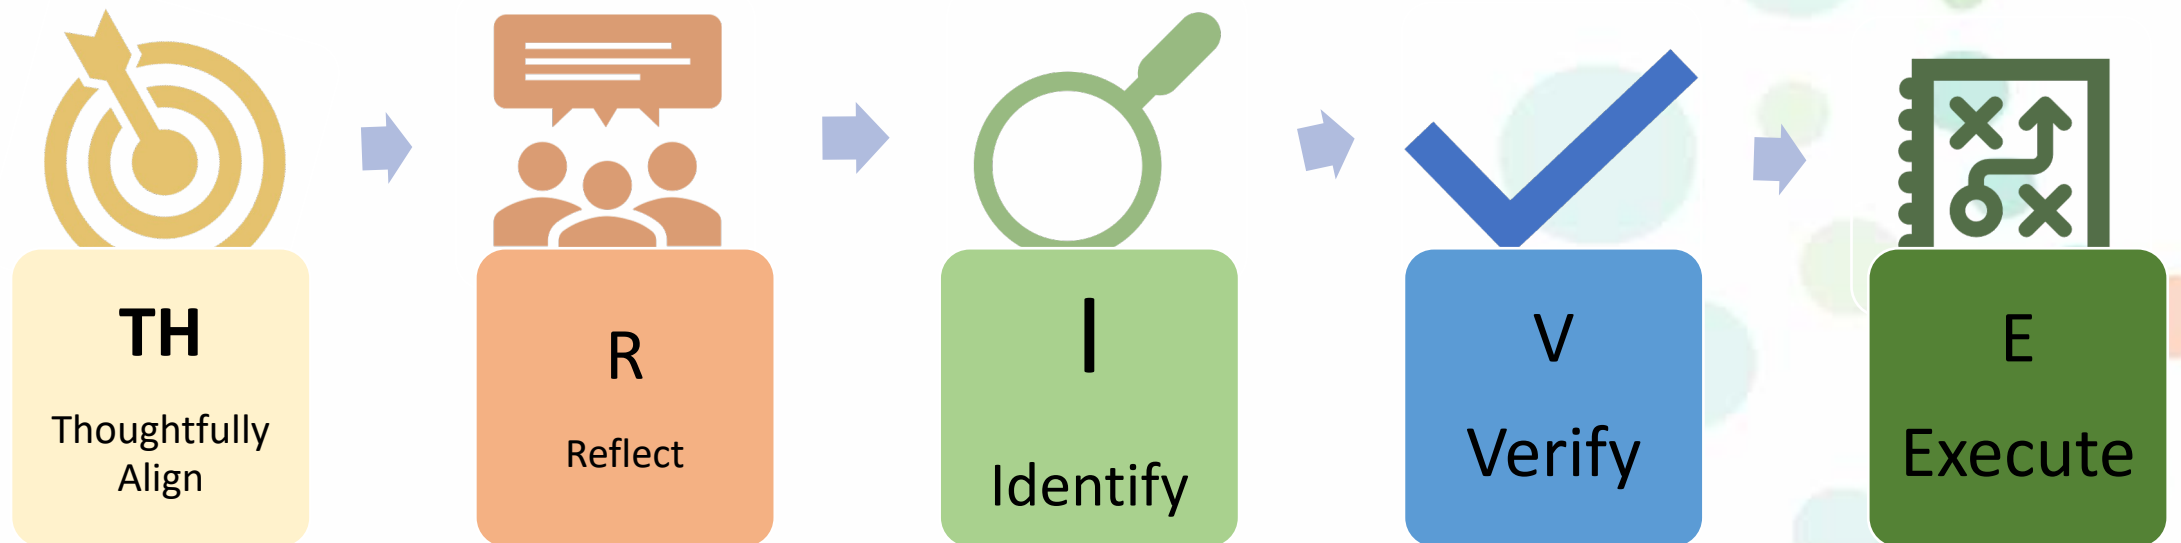 TH
Thoughtfully
Align
R
Reflect
I
Identify
V
Verify
E
Execute